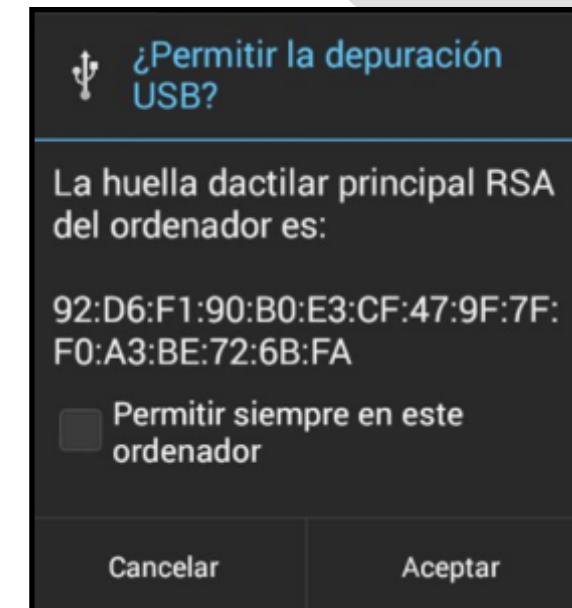 ¿Permitir la depuración
USB?
La huella dactilar principal RSA
del ordenador es:
92:D6:F1:90:B0:E3:CF:47:9F:7F:
F0:A3:BE:72:6B:FA
Permitir siempre en este
ordenador
Cancelar
Aceptar